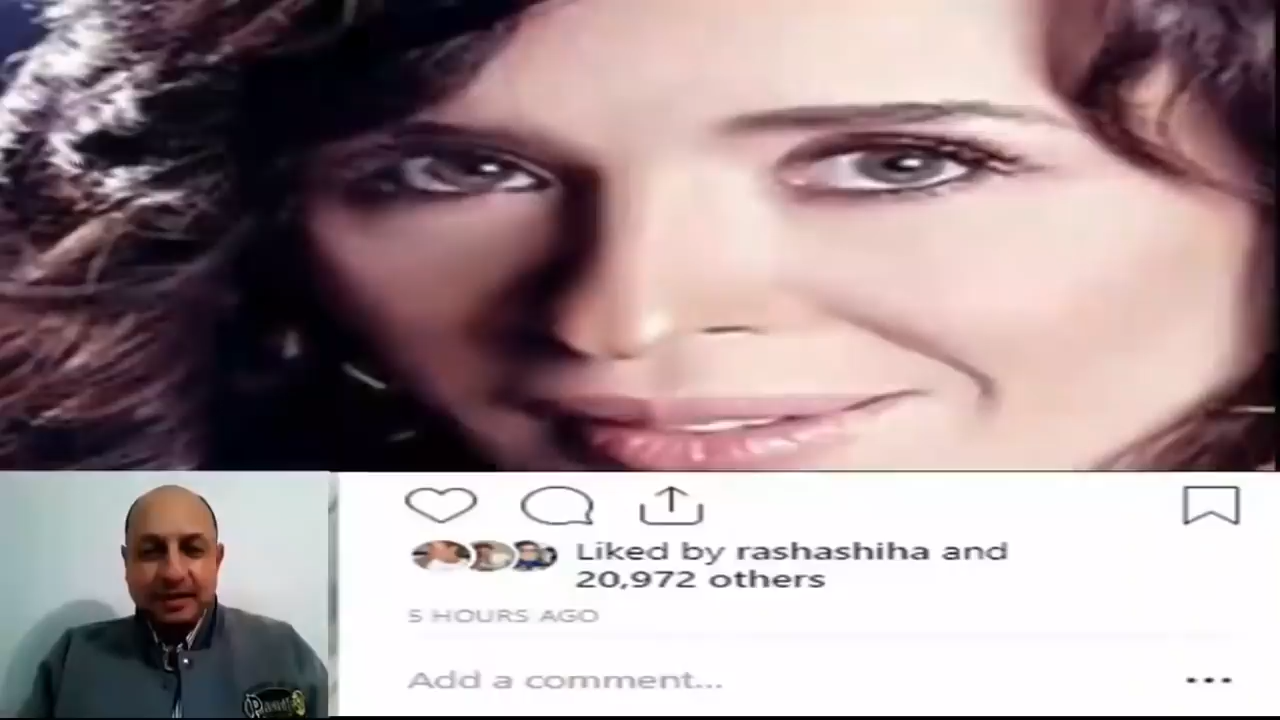 Liked by rashashiha and
20,972 others
5 HOURS AGO
Add a comment...